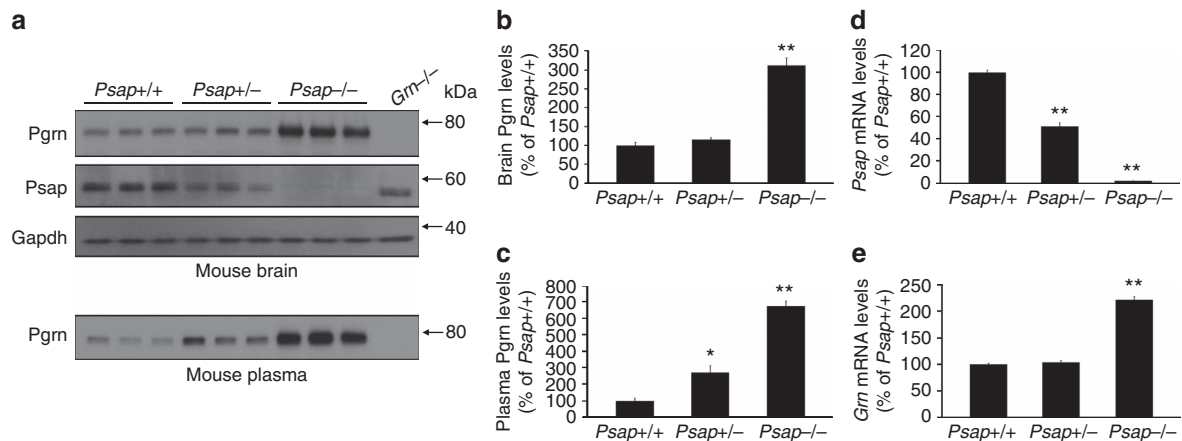 a
Psap+/+ Psap+/– Psap–/– Grn–/– kDa
Pgrn 80
Psap 60
Gapdh 40
Mouse brain
Pgrn 80
Mouse plasma
b
Brain Pgrn levels
(% of Psap+/+)
350
300
250
200
150
100
50
0
**
Psap+/+ Psap+/– Psap–/–
c
Plasma Pgrn levels
(% of Psap+/+)
800
700
600
500
400
300
200
100
0
* **
Psap+/+ Psap+/– Psap–/–
d
Psap mRNA levels
(% of Psap+/+)
120
100
80
60
40
20
0
** **
Psap+/+ Psap+/– Psap–/–
e
Grn mRNA levels
(% of Psap+/+)
250
200
150
100
50
0
**
Psap+/+ Psap+/– Psap–/–